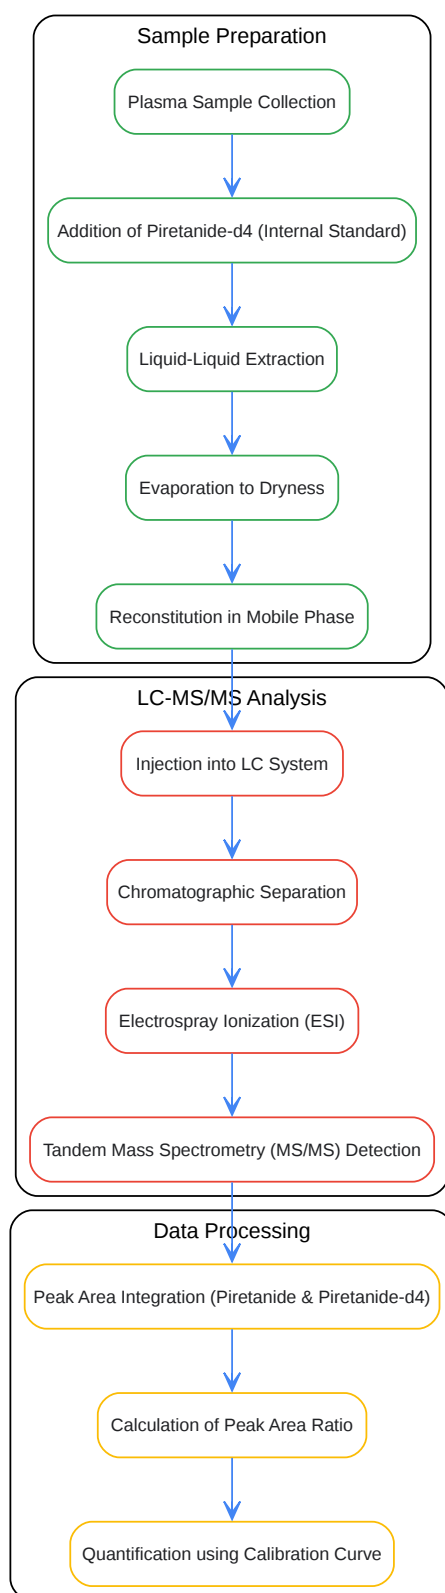 Sample Preparation
Plasma Sample Collection
Addition of Piretanide-d4 (Internal Standard)
Liquid-Liquid Extraction
Evaporation to Dryness
Reconstitution in Mobile Phase
LC-MS/MS Analysis
Injection into LC System
Chromatographic Separation
Electrospray Ionization (ESI)
Tandem Mass Spectrometry (MS/MS) Detection
Data Processing
Peak Area Integration (Piretanide & Piretanide-d4)
Calculation of Peak Area Ratio
Quantification using Calibration Curve